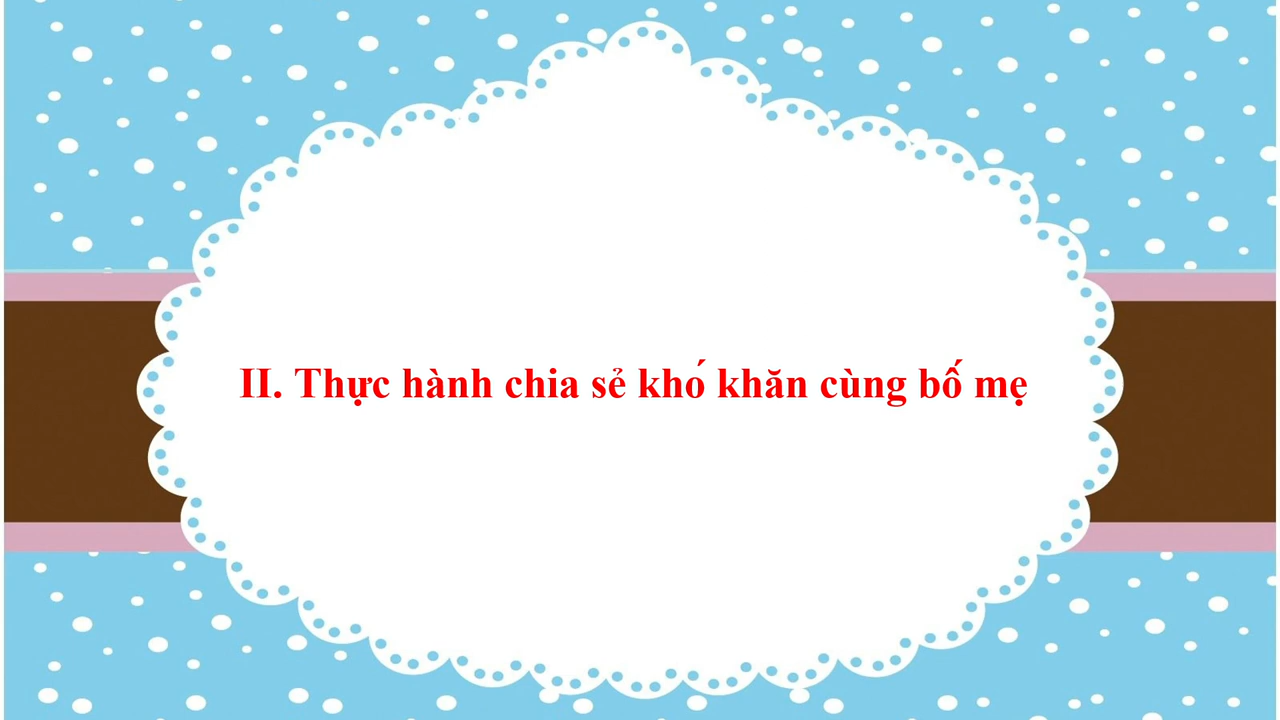 II. Thực hành chia sẻ khó khăn cùng bố mẹ